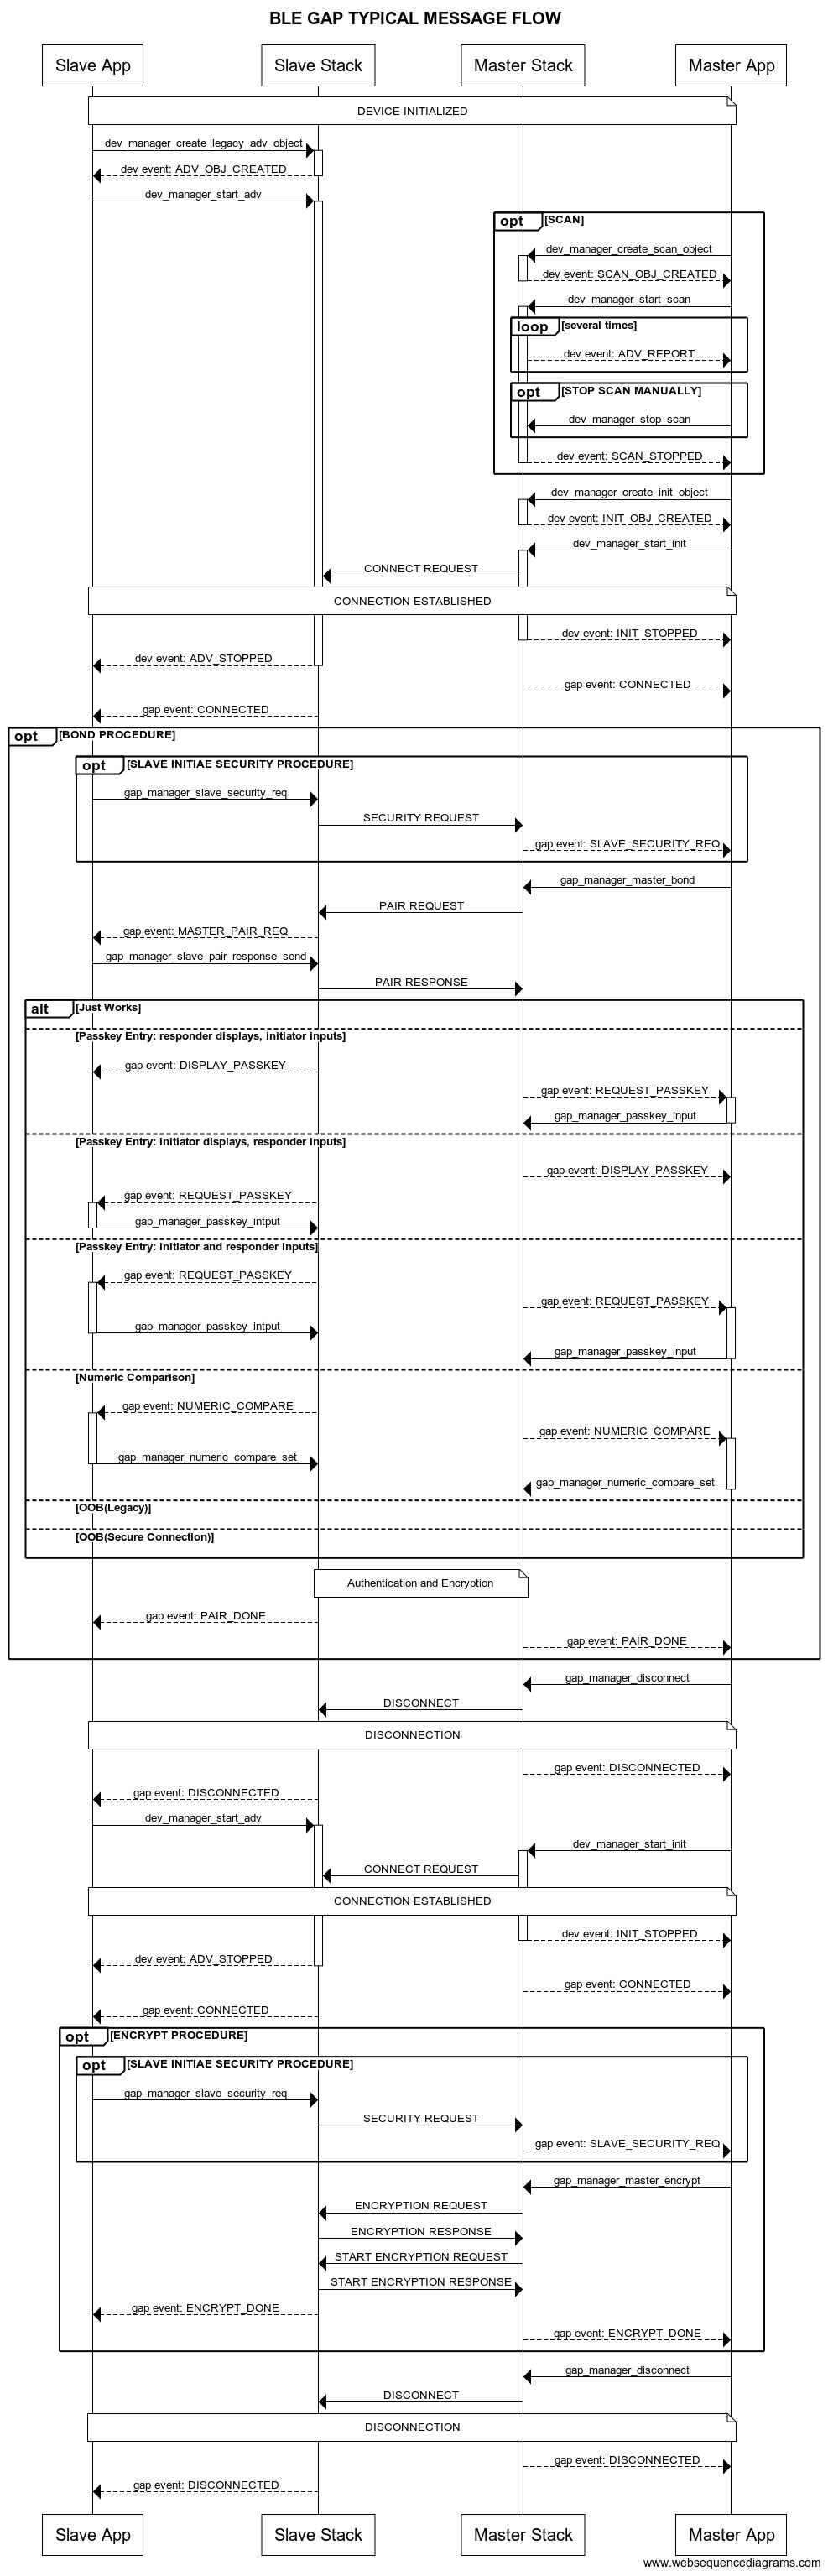 BLE GAP TYPICAL MESSAGE FLOW
Slave App
Slave Stack
Master Stack
Master App
DEVICE INITIALIZED
dev_manager_create_legacy_adv_object
dev event: ADV_OBJ_CREATED
dev_manager_start_adv
opt
[SCAN]
dev_manager_create_scan_object
dev event: SCAN_OBJ_CREATED
dev_manager_start_scan
loop
[several times]
dev event: ADV_REPORT
opt
[STOP SCAN MANUALLY]
dev_manager_stop_scan
dev event: SCAN_STOPPED
dev_manager_create_init_object
dev event: INIT_OBJ_CREATED
dev_manager_start_init
CONNECT REQUEST
CONNECTION ESTABLISHED
dev event: INIT_STOPPED
dev event: ADV_STOPPED
gap event: CONNECTED
gap event: CONNECTED
opt
[BOND PROCEDURE]
opt
[SLAVE INITIAE SECURITY PROCEDURE]
gap_manager_slave_security_req
SECURITY REQUEST
gap event: SLAVE_SECURITY_REQ
gap_manager_master_bond
PAIR REQUEST
gap event: MASTER_PAIR_REQ
gap_manager_slave_pair_response_send
PAIR RESPONSE
alt
[Just Works]
[Passkey Entry: responder displays, initiator inputs]
gap event: DISPLAY_PASSKEY
gap event: REQUEST_PASSKEY
gap_manager_passkey_input
[Passkey Entry: initiator displays, responder inputs]
gap event: DISPLAY_PASSKEY
gap event: REQUEST_PASSKEY
gap_manager_passkey_intput
[Passkey Entry: initiator and responder inputs]
gap event: REQUEST_PASSKEY
gap event: REQUEST_PASSKEY
gap_manager_passkey_intput
gap_manager_passkey_input
[Numeric Comparison]
gap event: NUMERIC_COMPARE
gap event: NUMERIC_COMPARE
gap_manager_numeric_compare_set
gap_manager_numeric_compare_set
[OOB(Legacy)]
[OOB(Secure Connection)]
Authentication and Encryption
gap event: PAIR_DONE
gap event: PAIR_DONE
gap_manager_disconnect
DISCONNECT
DISCONNECTION
gap event: DISCONNECTED
gap event: DISCONNECTED
dev_manager_start_adv
dev_manager_start_init
CONNECT REQUEST
CONNECTION ESTABLISHED
dev event: INIT_STOPPED
dev event: ADV_STOPPED
gap event: CONNECTED
gap event: CONNECTED
opt
[ENCRYPT PROCEDURE]
opt
[SLAVE INITIAE SECURITY PROCEDURE]
gap_manager_slave_security_req
SECURITY REQUEST
gap event: SLAVE_SECURITY_REQ
gap_manager_master_encrypt
ENCRYPTION REQUEST
ENCRYPTION RESPONSE
START ENCRYPTION REQUEST
START ENCRYPTION RESPONSE
gap event: ENCRYPT_DONE
gap event: ENCRYPT_DONE
gap_manager_disconnect
DISCONNECT
DISCONNECTION
gap event: DISCONNECTED
gap event: DISCONNECTED
Slave App
Slave Stack
Master Stack
Master App
www.websequencediagrams.com